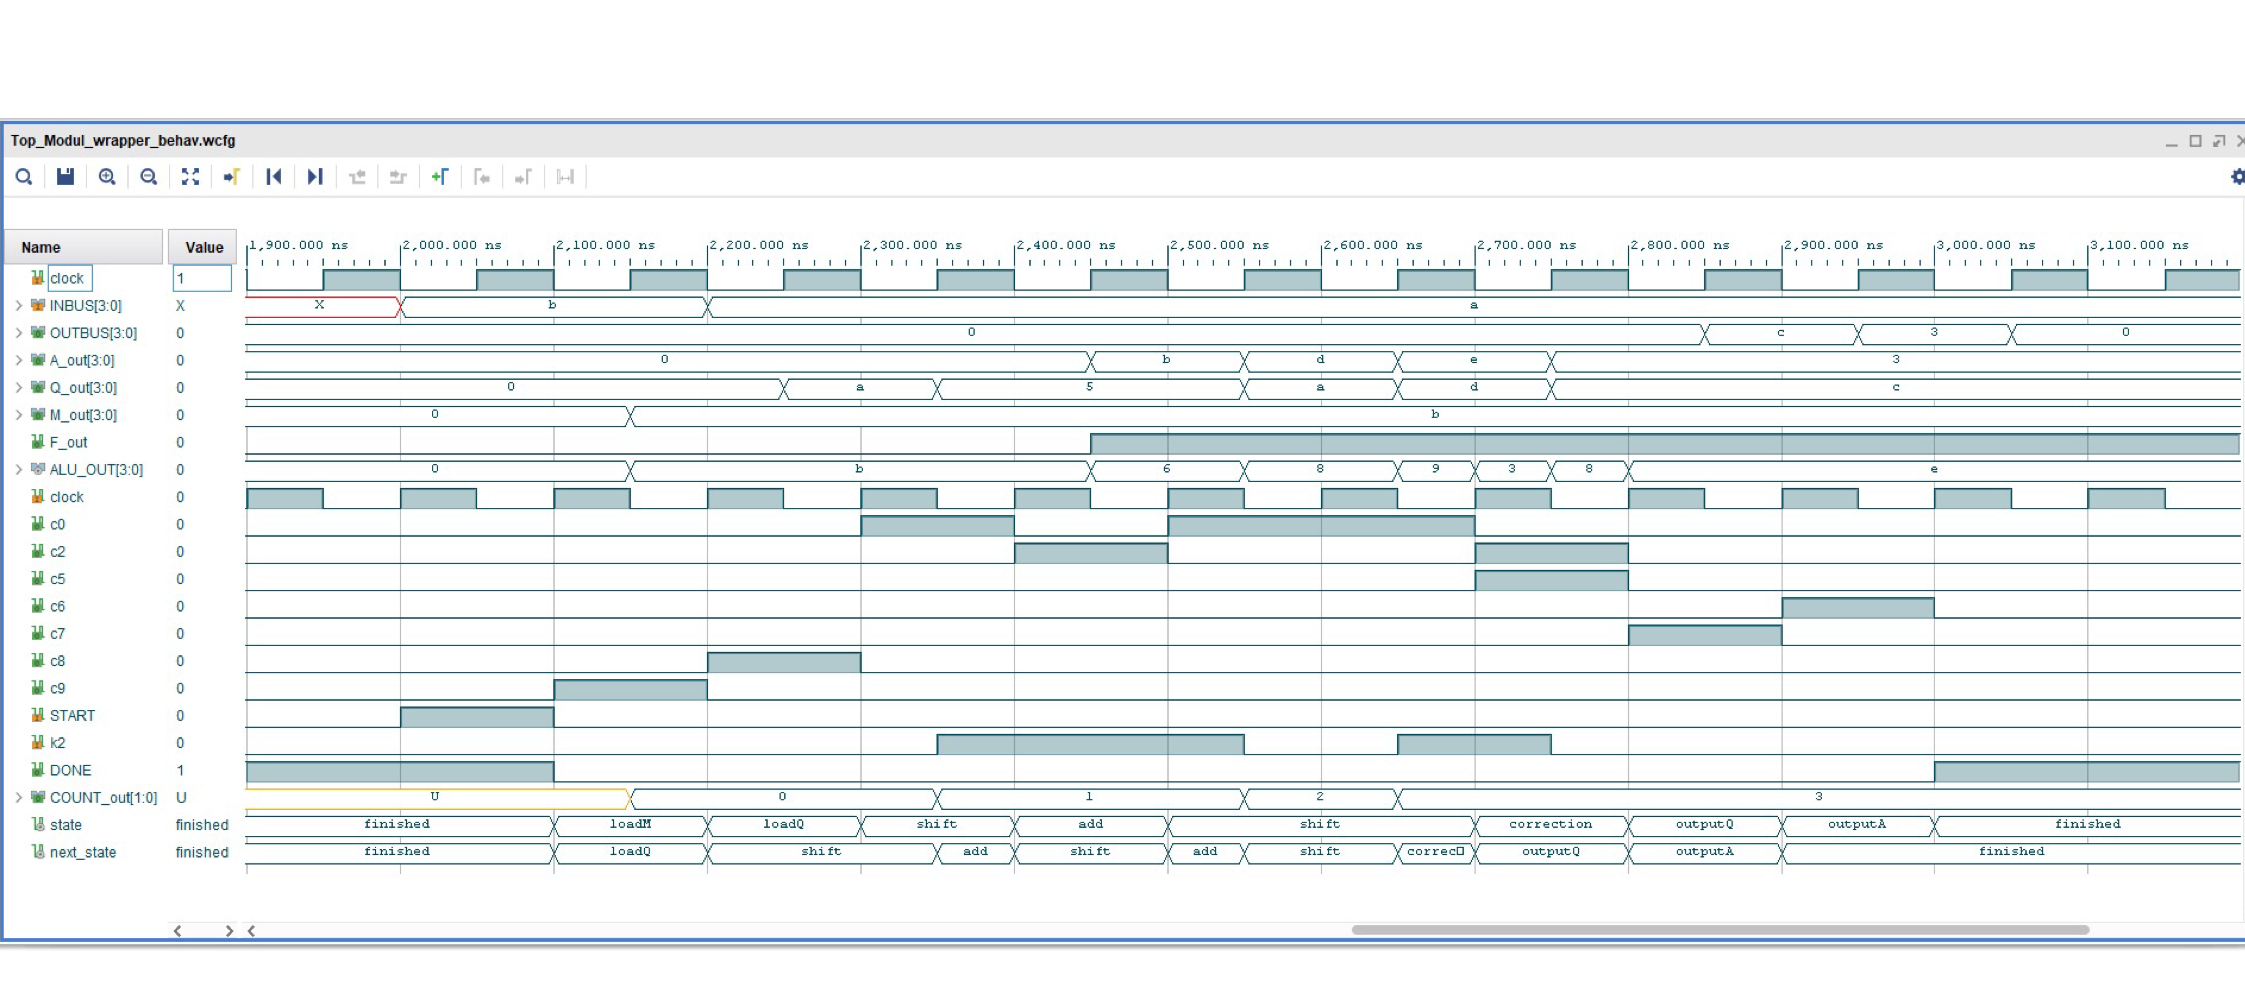 Top_Modul_wrapper_behav.wcfg
Name Value 1,900.000 ns 2,000.000 ns 2,100.000 ns 2,200.000 ns 2,300.000 ns 2,400.000 ns 2,500.000 ns 2,600.000 ns 2,700.000 ns 2,800.000 ns 2,900.000 ns 3,000.000 ns 3,100.000 ns
clock 1
INBUS[3:0] X X b a
OUTBUS[3:0] 0 0 c 3 0
A_out[3:0] 0 0 b d e 3
Q_out[3:0] 0 0 a 5 a d c
M_out[3:0] 0 0 b
F_out 0
ALU_OUT[3:0] 0 0 b 6 8 9 3 8 e
clock 0
c0 0
c2 0
c5 0
c6 0
c7 0
c8 0
c9 0
START 0
k2 0
DONE 1
COUNT_out[1:0] U U 0 1 2 3
state finished finished loadM loadQ shift add shift correction outputQ outputA finished
next_state finished finished loadQ shift add shift add shift correc□ outputQ outputA finished